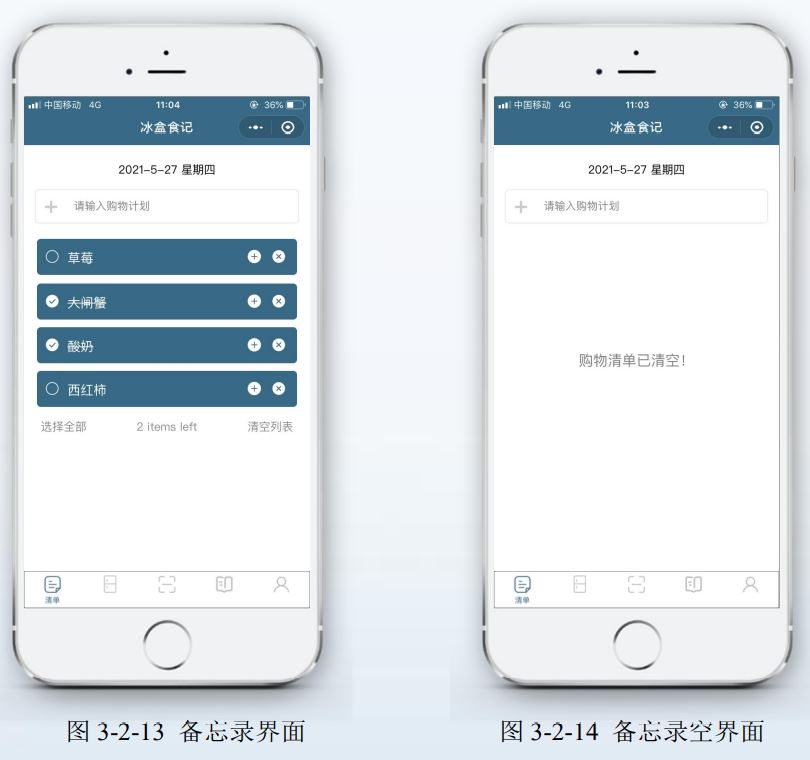 中国移动 4G 11:04 36%
冰盒食记
2021-5-27 星期四
请输入购物计划
草莓
大闸蟹
酸奶
西红柿
选择全部 2 items left 清空列表
清单
图 3-2-13 备忘录界面
中国移动 4G 11:03 36%
冰盒食记
2021-5-27 星期四
请输入购物计划
购物清单已清空!
清单
图 3-2-14 备忘录空界面